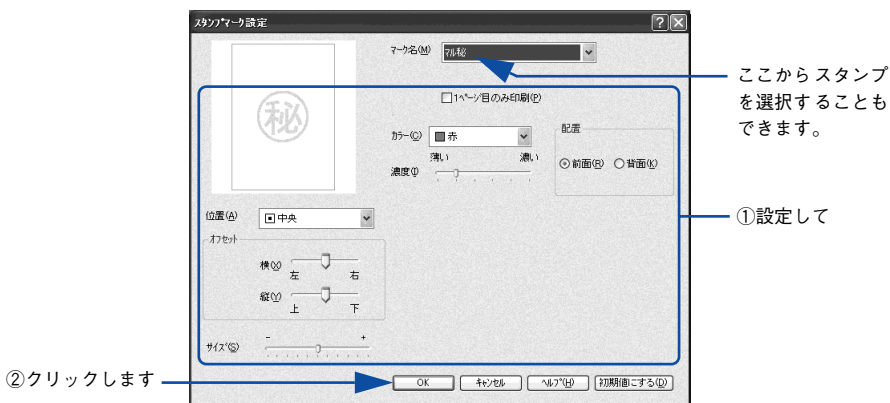 スタンプマーク設定
マーク名(M) マル秘
ここからスタンプ
を選択することも
できます。
□1ページ目のみ印刷(P)
秘
カラー(C) 赤
配置
薄い 濃い
濃度(I)
前面(R) 背面(K)
位置(A) 中央
①設定して
オフセット
横(X)
左 右
縦(Y)
上 下
サイズ(S) - +
②クリックします
OK キャンセル ヘルプ(H) 初期値にする(D)